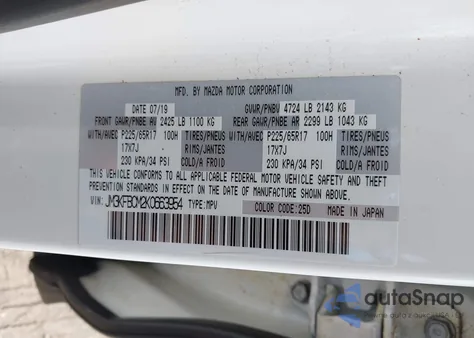 MFD. BY MAZDA MOTOR CORPORATION
DATE 07/19 GVWR/PNBV 4724 LB 2143 KG
FRONT GAWR/PNBE AV 2425 LB 1100 KG REAR GAWR/PNBE AR 2299 LB 1043 KG
WITH/AVEC P225/65R17 100H TIRES/PNEUS WITH/AVEC P225/65R17 100H TIRES/PNEUS
17X7J RIMS/JANTES 17X7J RIMS/JANTES
230 KPA/34 PSI COLD/A FROID 230 KPA/34 PSI COLD/A FROID
THIS VEHICLE CONFORMS TO ALL APPLICABLE FEDERAL MOTOR VEHICLE SAFETY, BUMPER, AND THEFT
PREVENTION STANDARDS IN EFFECT ON THE DATE OF MANUFACTURE SHOWN ABOVE.
VIN: JM3KFBCM2K0663954 TYPE: MPV COLOR CODE: 25D MADE IN JAPAN
autoSnap